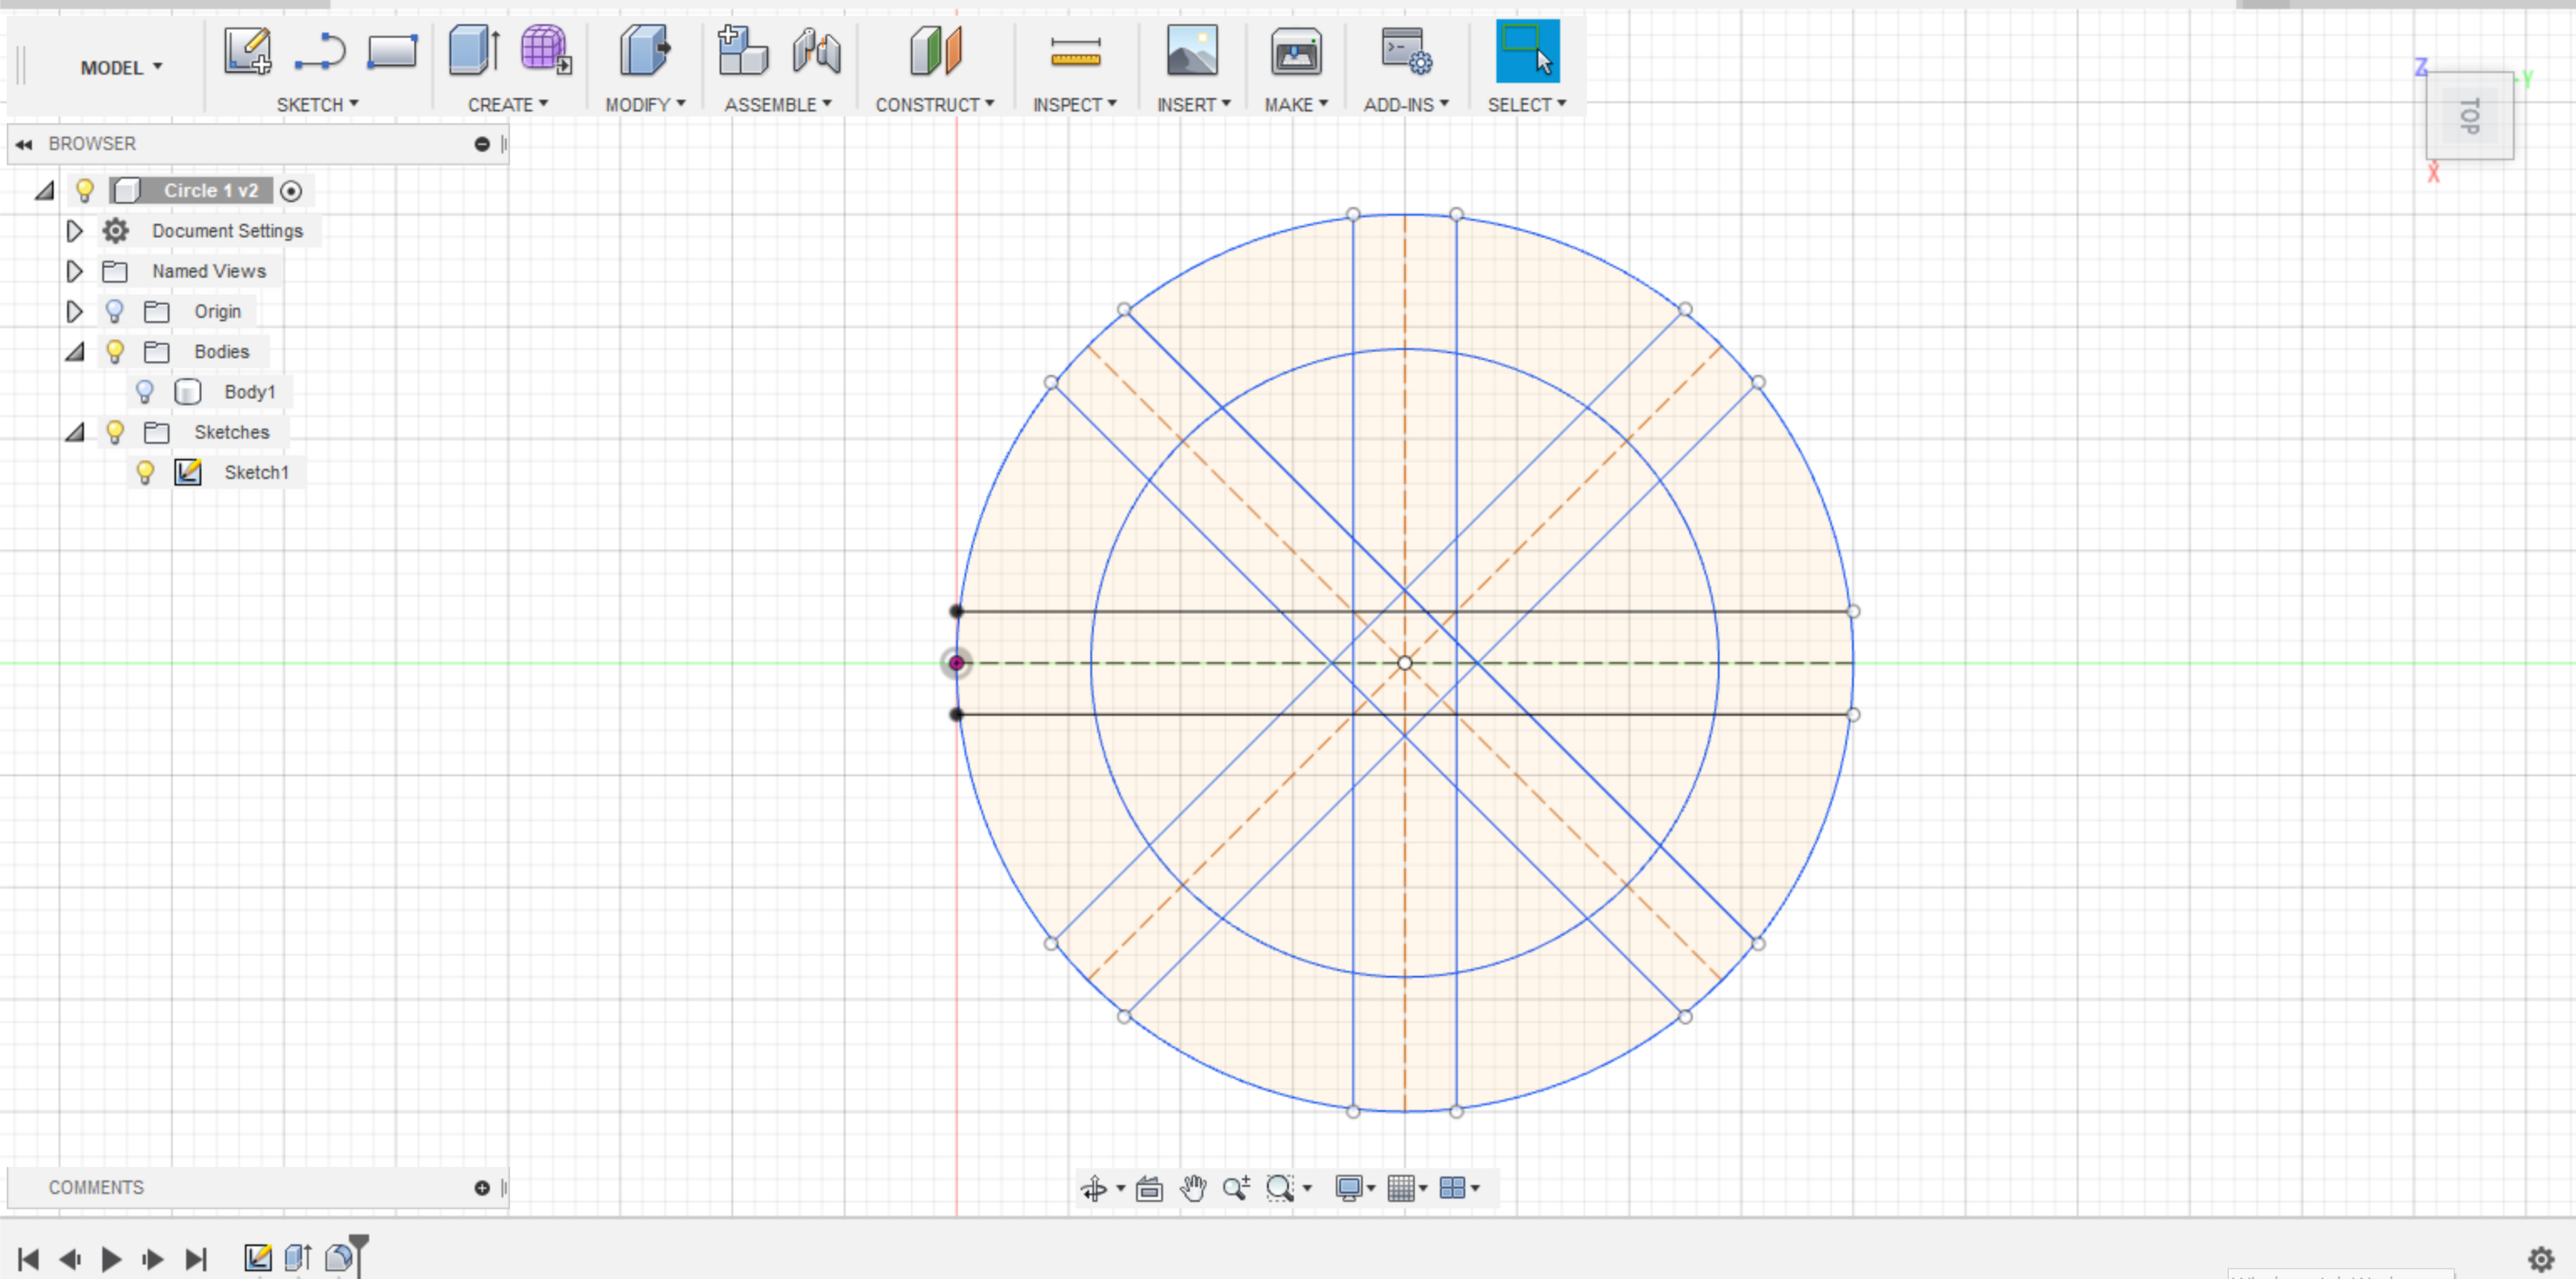 MODEL
SKETCH
CREATE
MODIFY
ASSEMBLE
CONSTRUCT
INSPECT
INSERT
MAKE
ADD-INS
SELECT
Z
Y
TOP
X
BROWSER
Circle 1 v2
Document Settings
Named Views
Origin
Bodies
Body1
Sketches
Sketch1
COMMENTS